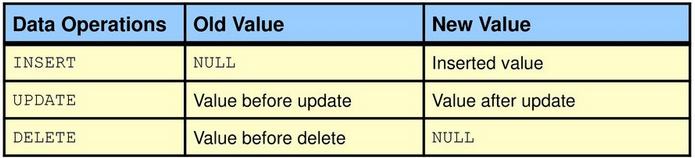 Data Operations Old Value New Value
INSERT NULL Inserted value
UPDATE Value before update Value after update
DELETE Value before delete NULL